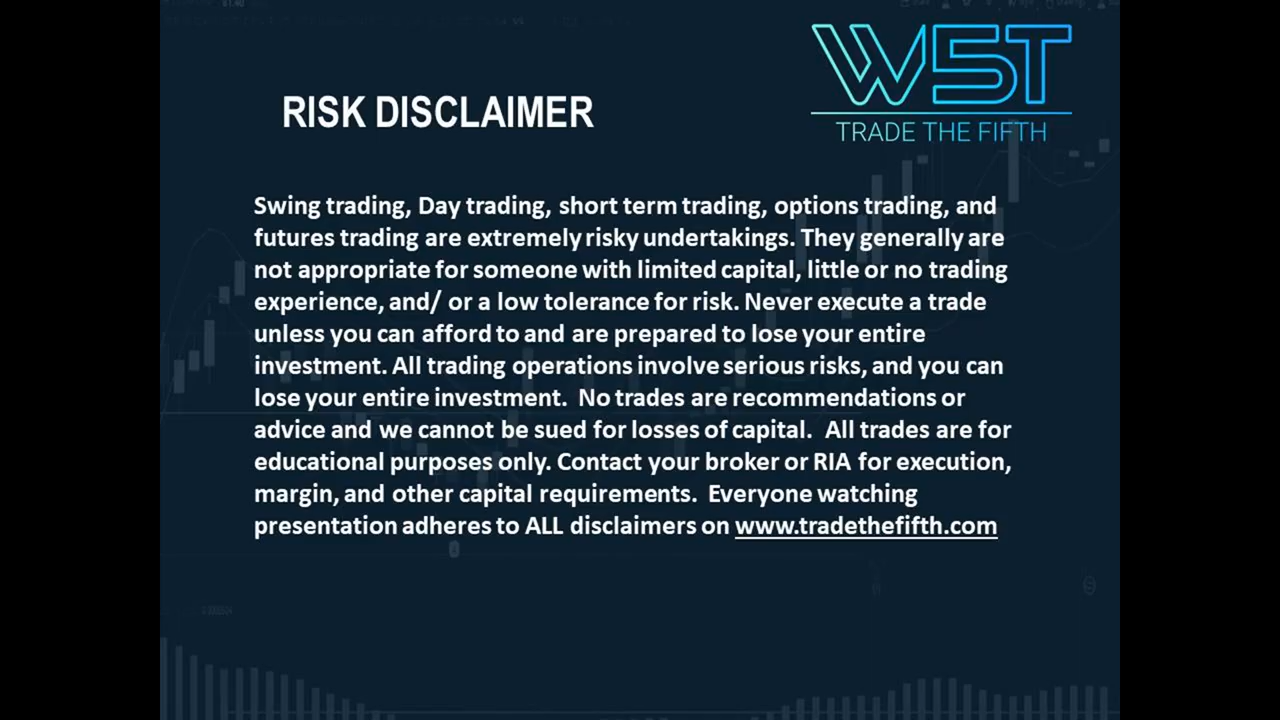 W5T
TRADE THE FIFTH
RISK DISCLAIMER
Swing trading, Day trading, short term trading, options trading, and
futures trading are extremely risky undertakings. They generally are
not appropriate for someone with limited capital, little or no trading
experience, and/ or a low tolerance for risk. Never execute a trade
unless you can afford to and are prepared to lose your entire
investment. All trading operations involve serious risks, and you can
lose your entire investment.  No trades are recommendations or
advice and we cannot be sued for losses of capital.  All trades are for
educational purposes only. Contact your broker or RIA for execution,
margin, and other capital requirements.  Everyone watching
presentation adheres to ALL disclaimers on www.tradethefifth.com